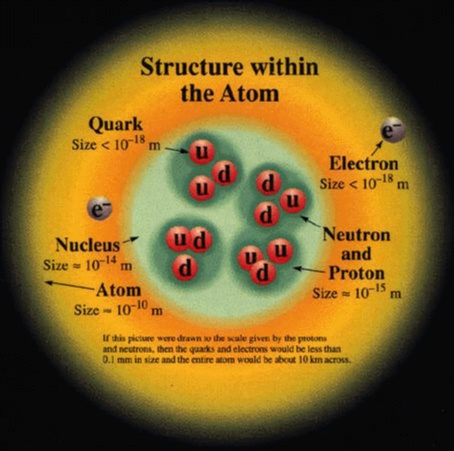 Structure within
the Atom
Quark
Size < 10⁻¹⁸ m
e⁻
Electron
Size < 10⁻¹⁸ m
u
d
u
d
u
d
e⁻
Nucleus
Size ≈ 10⁻¹⁴ m
u d
d
u
u
d
Neutron
and
Proton
Size ≈ 10⁻¹⁵ m
Atom
Size ≈ 10⁻¹⁰ m
If this picture were drawn to the scale given by the protons
and neutrons, then the quarks and electrons would be less than
0.1 mm in size and the entire atom would be about 10 km across.